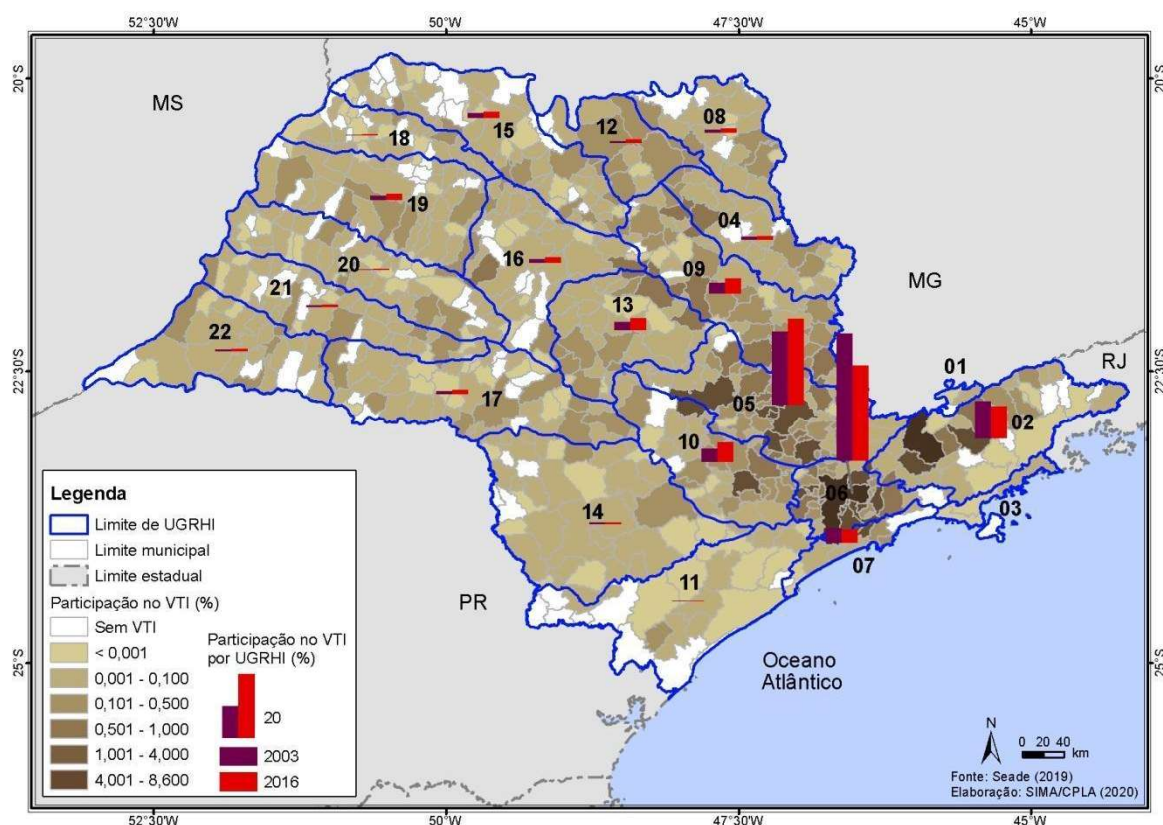 52°30'W 50°W 47°30'W 45°W
20°S 20°S
MS
15
08
18
12
19
04
16
09
MG
20
13
21
22
RJ
22°30'S 22°30'S
01
17
05
02
10
06
03
14
07
11
PR
Oceano
Atlântico
25°S 25°S
Legenda
Limite de UGRHI
Limite municipal
Limite estadual
Participação no VTI (%)
Sem VTI
< 0,001
0,001 - 0,100
0,101 - 0,500
0,501 - 1,000
1,001 - 4,000
4,001 - 8,600
Participação no VTI
por UGRHI (%)
20
2003
2016
N
0 20 40
km
Fonte: Seade (2019)
Elaboração: SIMA/CPLA (2020)
52°30'W 50°W 47°30'W 45°W